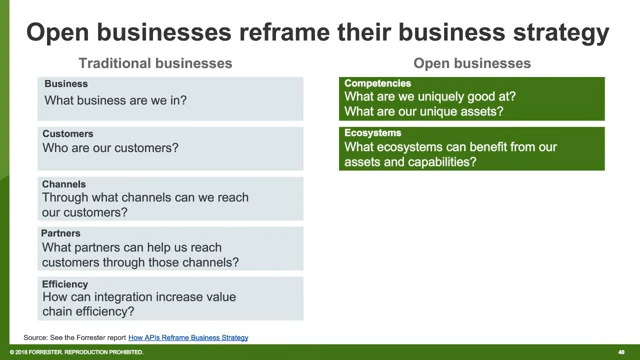 Open businesses reframe their business strategy
Traditional businesses
Business
What business are we in?
Customers
Who are our customers?
Channels
Through what channels can we reach
our customers?
Partners
What partners can help us reach
customers through those channels?
Efficiency
How can integration increase value
chain efficiency?
Open businesses
Competencies
What are we uniquely good at?
What are our unique assets?
Ecosystems
What ecosystems can benefit from our
assets and capabilities?
Source: See the Forrester report How APIs Reframe Business Strategy
© 2018 FORRESTER. REPRODUCTION PROHIBITED.